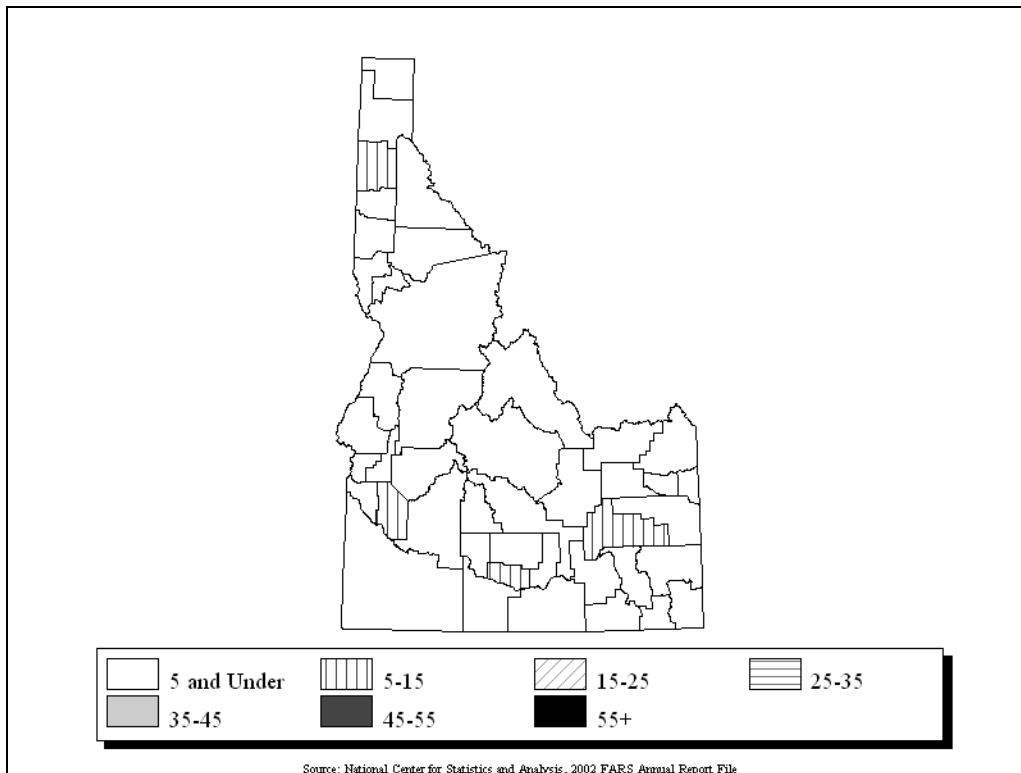 5 and Under 5-15 15-25 25-35
35-45 45-55 55+
Source: National Center for Statistics and Analysis, 2002 FARS Annual Report File